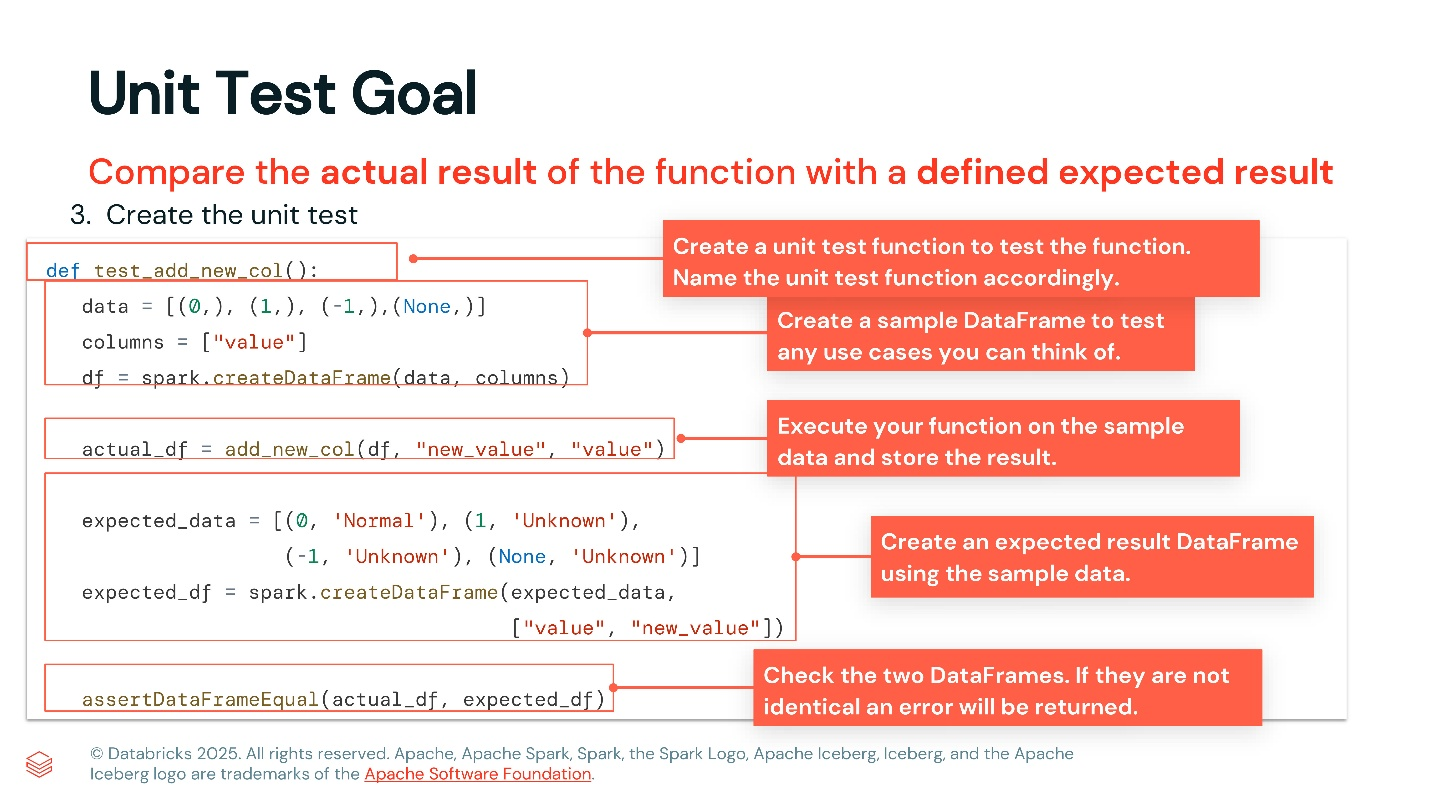 Unit Test Goal
Compare the actual result of the function with a defined expected result
3. Create the unit test
def test_add_new_col():
Create a unit test function to test the function.
Name the unit test function accordingly.
data = [(0,), (1,), (-1,),(None,)]
columns = ["value"]
df = spark.createDataFrame(data, columns)
Create a sample DataFrame to test
any use cases you can think of.
actual_df = add_new_col(df, "new_value", "value")
Execute your function on the sample
data and store the result.
expected_data = [(0, 'Normal'), (1, 'Unknown'),
(-1, 'Unknown'), (None, 'Unknown')]
expected_df = spark.createDataFrame(expected_data,
["value", "new_value"])
Create an expected result DataFrame
using the sample data.
assertDataFrameEqual(actual_df, expected_df)
Check the two DataFrames. If they are not
identical an error will be returned.
© Databricks 2025. All rights reserved. Apache, Apache Spark, Spark, the Spark Logo, Apache Iceberg, Iceberg, and the Apache
Iceberg logo are trademarks of the Apache Software Foundation.